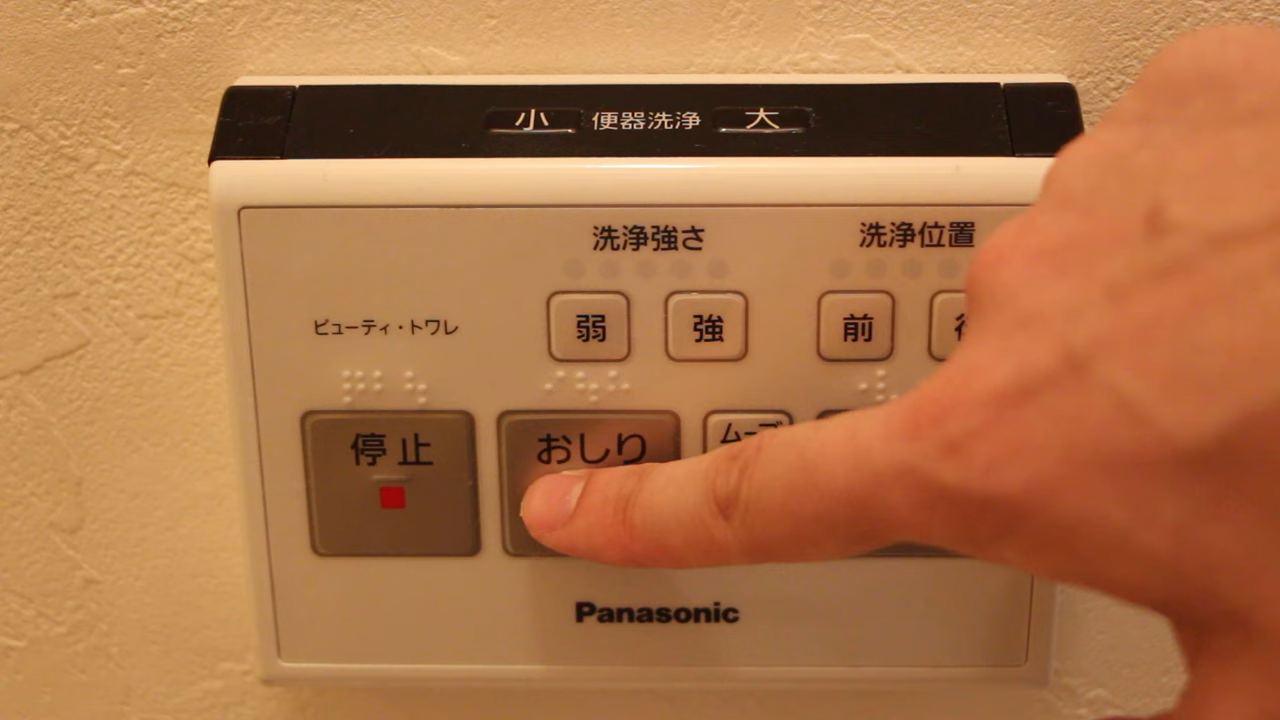 小 便器洗浄 大
洗浄強さ 洗浄位置
ビューティ・トワレ
弱 強 前
停止 おしり
Panasonic